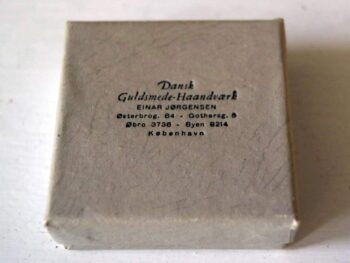 Dansk
Guldsmede-Haandværk
EINAR JØRGENSEN
Østerbrog. 84 - Gothersg. 8
Øbro 3736 - Byen 8214
København